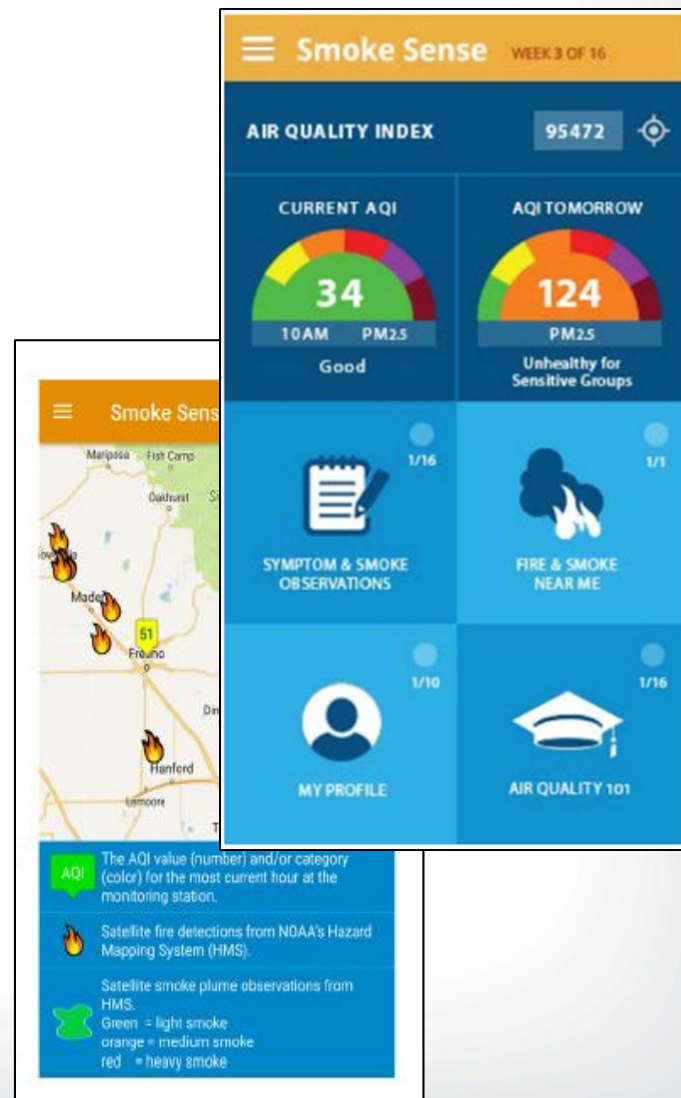 Smoke Sense WEEK 3 OF 16
AIR QUALITY INDEX 95472
CURRENT AQI
34
10AM PM2.5
Good
AQI TOMORROW
124
PM2.5
Unhealthy for
Sensitive Groups
1/16
SYMPTOM & SMOKE
OBSERVATIONS
1/1
FIRE & SMOKE
NEAR ME
1/10
MY PROFILE
1/16
AIR QUALITY 101
Smoke Sens
Mariposa Fish Camp
Oakhurst
51
Hanford
Lemoore
AQI
The AQI value (number) and/or category
(color) for the most current hour at the
monitoring station.
Satellite fire detections from NOAA's Hazard
Mapping System (HMS).
Satellite smoke plume observations from
HMS.
Green = light smoke
orange = medium smoke
red = heavy smoke